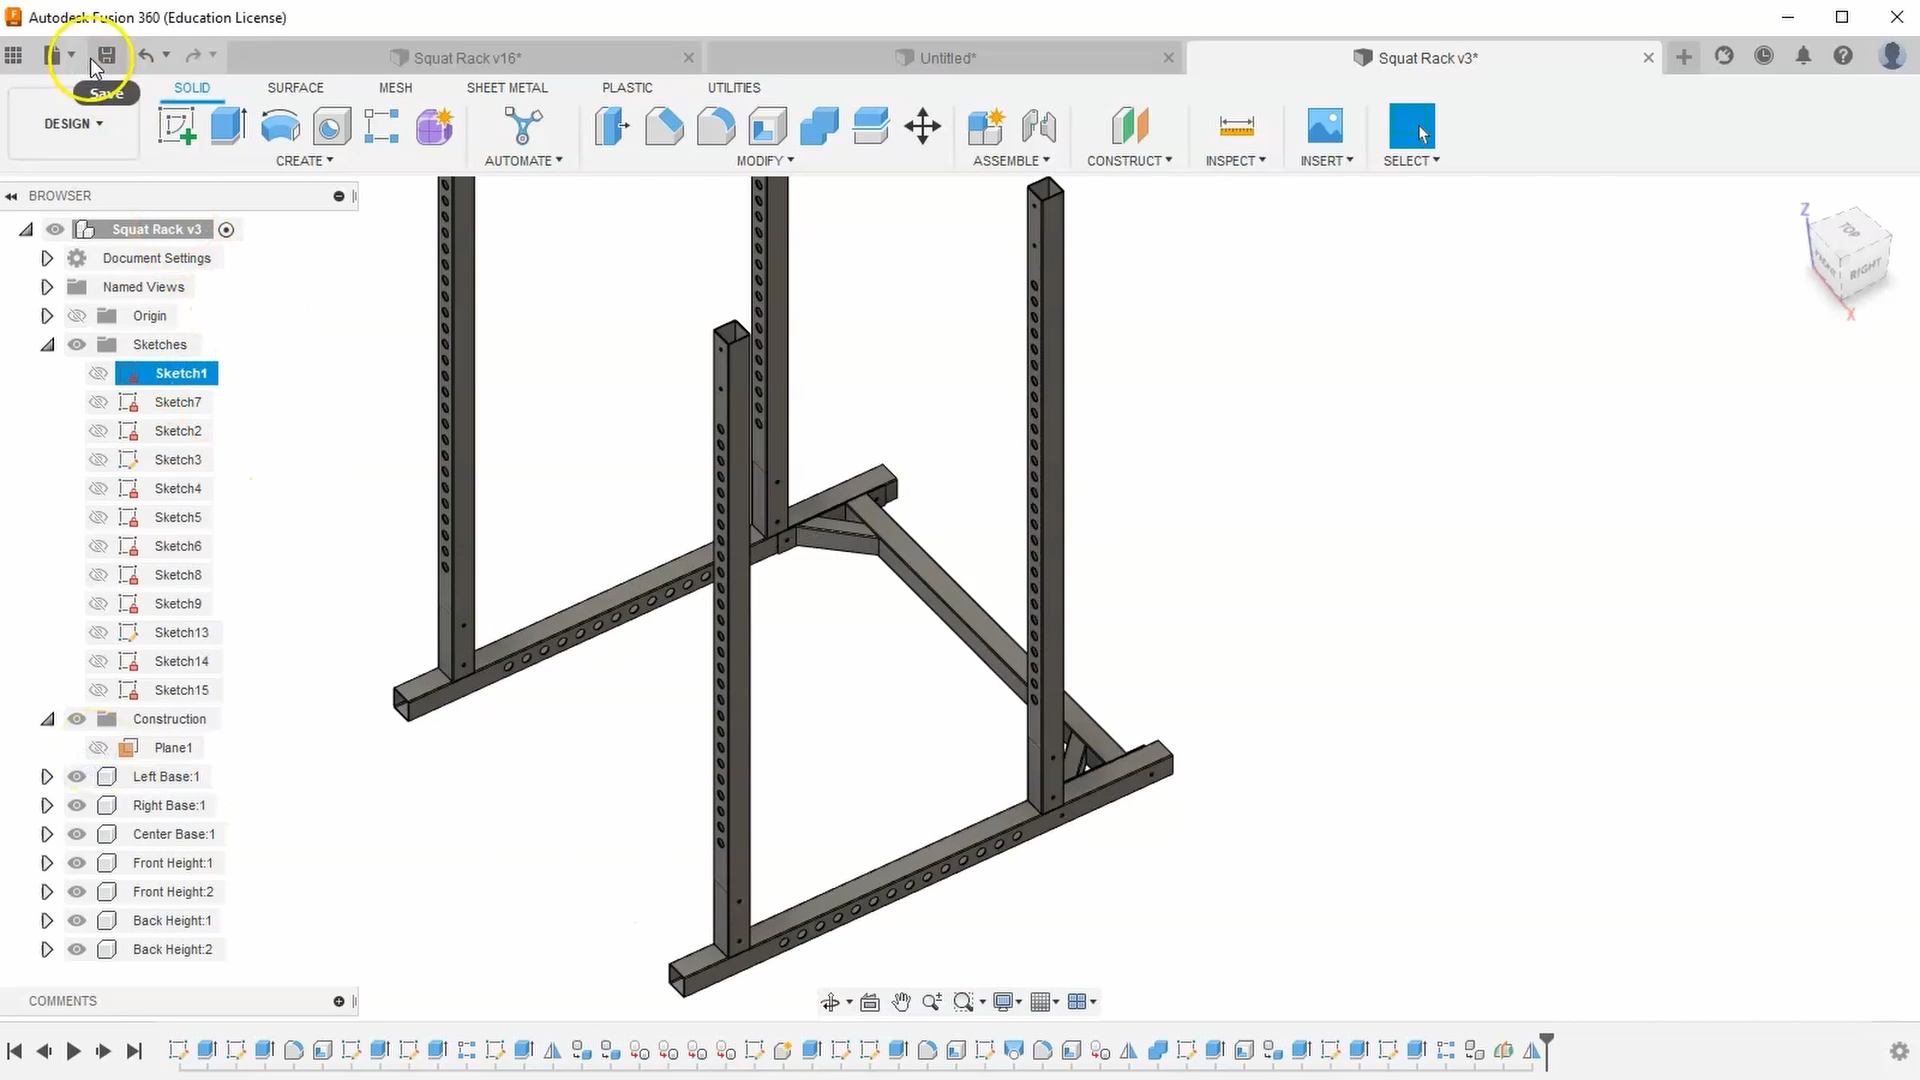 Autodesk Fusion 360 (Education License)
Squat Rack v16*
Untitled*
Squat Rack v3*
Save
DESIGN
SOLID
SURFACE
MESH
SHEET METAL
PLASTIC
UTILITIES
CREATE
AUTOMATE
MODIFY
ASSEMBLE
CONSTRUCT
INSPECT
INSERT
SELECT
BROWSER
Squat Rack v3
Document Settings
Named Views
Origin
Sketches
Sketch1
Sketch7
Sketch2
Sketch3
Sketch4
Sketch5
Sketch6
Sketch8
Sketch9
Sketch13
Sketch14
Sketch15
Construction
Plane1
Left Base:1
Right Base:1
Center Base:1
Front Height:1
Front Height:2
Back Height:1
Back Height:2
COMMENTS
Z
TOP
FRONT
RIGHT
X